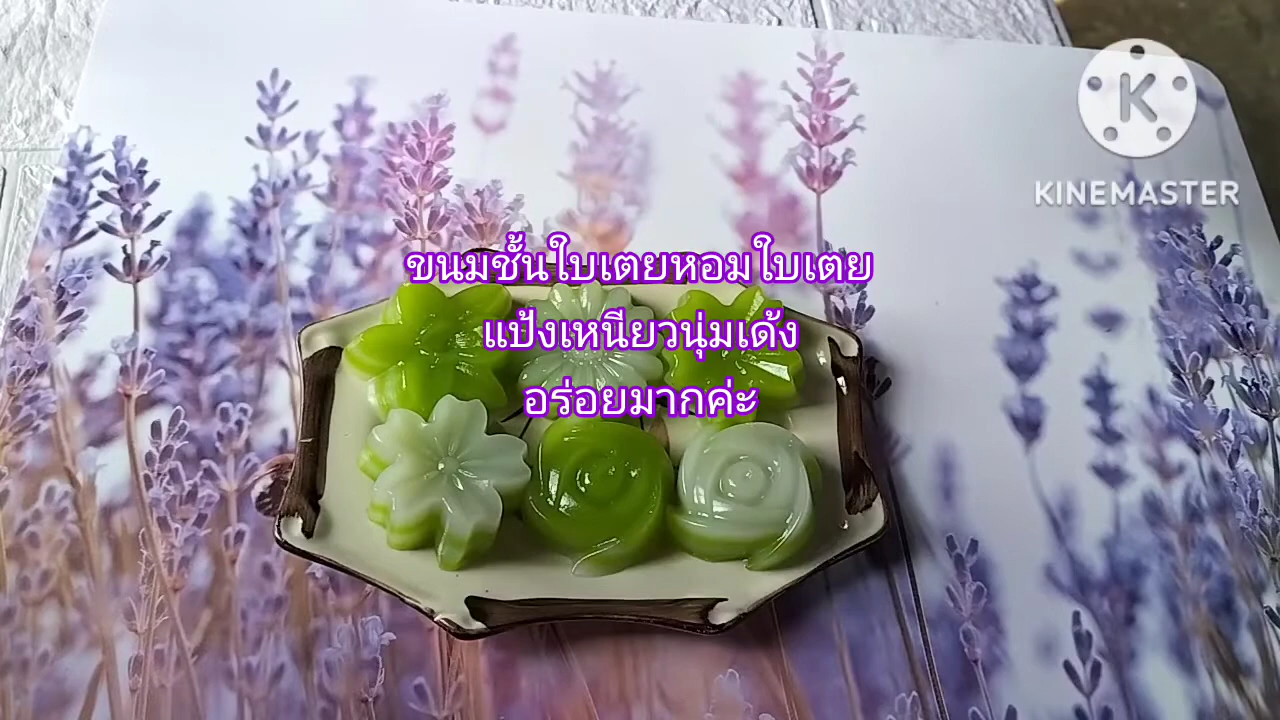 K
KINEMASTER
ขนมชั้นใบเตยหอมใบเตย
แป้งเหนียวนุ่มเด้ง
อร่อยมากค่ะ